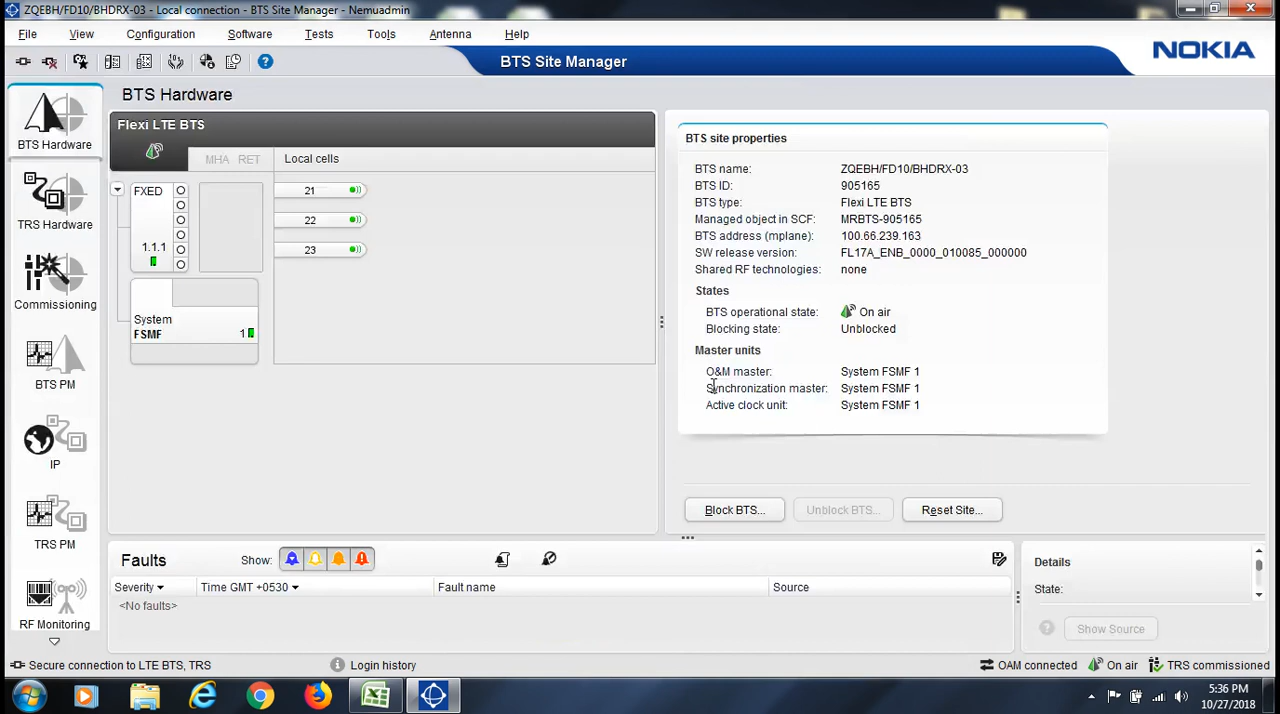 ZQEBH/FD10/BHDRX-03 - Local connection - BTS Site Manager - Nemuadmin
File View Configuration Software Tests Tools Antenna Help
BTS Site Manager
NOKIA
BTS Hardware
TRS Hardware
Commissioning
BTS PM
IP
TRS PM
RF Monitoring
BTS Hardware
Flexi LTE BTS
MHA RET Local cells
FXED
1.1.1
21
22
23
System
FSMF 1
BTS site properties
BTS name: ZQEBH/FD10/BHDRX-03
BTS ID: 905165
BTS type: Flexi LTE BTS
Managed object in SCF: MRBTS-905165
BTS address (mplane): 100.66.239.163
SW release version: FL17A_ENB_0000_010085_000000
Shared RF technologies: none
States
BTS operational state: On air
Blocking state: Unblocked
Master units
O&M master: System FSMF 1
Synchronization master: System FSMF 1
Active clock unit: System FSMF 1
Block BTS... Unblock BTS... Reset Site...
Faults Show:
Severity Time GMT +0530 Fault name Source
<No faults>
Details
State:
Show Source
Secure connection to LTE BTS, TRS Login history OAM connected On air TRS commissioned
5:36 PM
10/27/2018